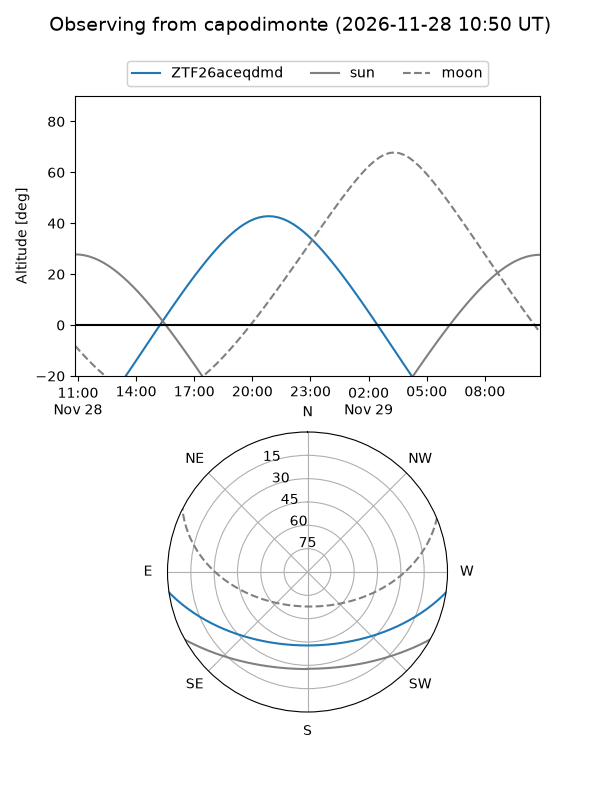 Observing from capodimonte (2026-11-28 10:50 UT)
ZTF26aceqdmd sun moon
80
60
40
20
0
−20
Altitude [deg]
11:00 14:00 17:00 20:00 23:00 02:00 05:00 08:00
Nov 28 Nov 29
N
NE NW
15
30
45
60
75
E W
SE SW
S